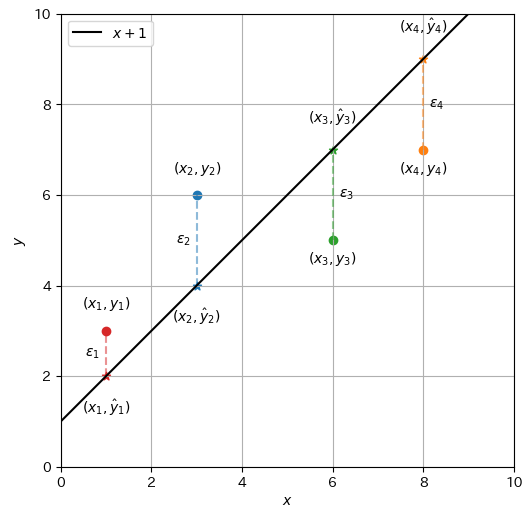 x + 1
(x₄, ŷ₄)
ε₄
(x₄, y₄)
(x₃, ŷ₃)
ε₃
(x₃, y₃)
(x₂, y₂)
ε₂
(x₂, ŷ₂)
(x₁, y₁)
ε₁
(x₁, ŷ₁)
10
8
6
4
2
0
y
0 2 4 6 8 10
x